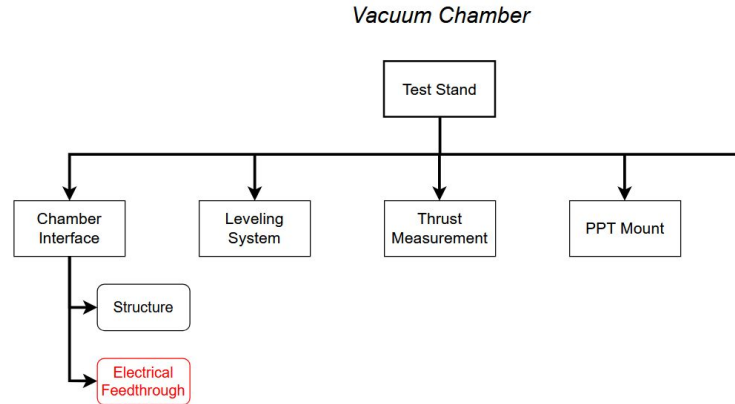 Vacuum Chamber
Test Stand
Chamber
Interface
Leveling
System
Thrust
Measurement
PPT Mount
Structure
Electrical
Feedthrough